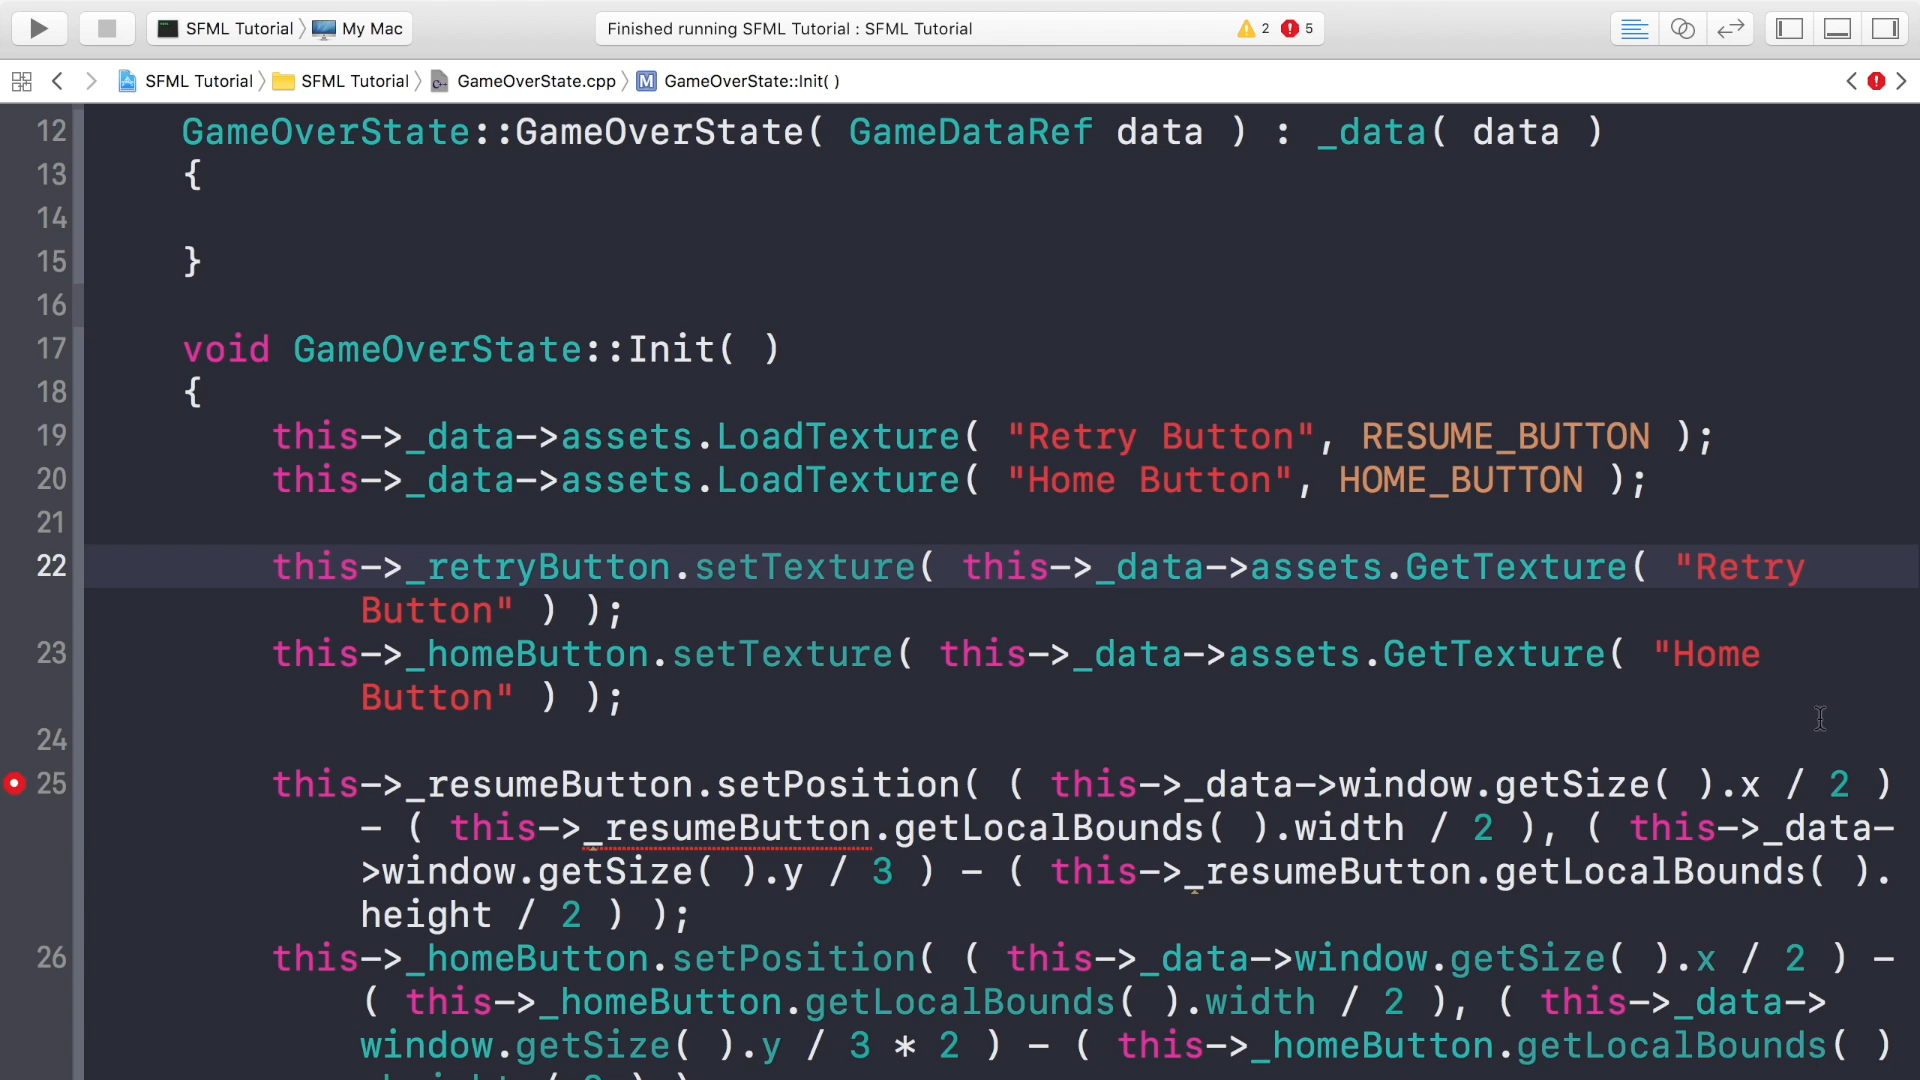 SFML Tutorial 〉 My Mac
Finished running SFML Tutorial : SFML Tutorial
2
5
SFML Tutorial 〉 SFML Tutorial 〉 GameOverState.cpp 〉 M GameOverState::Init( )
12 GameOverState::GameOverState( GameDataRef data ) : _data( data )
13 {
14
15 }
16
17 void GameOverState::Init( )
18 {
19 this->_data->assets.LoadTexture( "Retry Button", RESUME_BUTTON );
20 this->_data->assets.LoadTexture( "Home Button", HOME_BUTTON );
21
22 this->_retryButton.setTexture( this->_data->assets.GetTexture( "Retry
Button" ) );
23 this->_homeButton.setTexture( this->_data->assets.GetTexture( "Home
Button" ) );
24
25 this->_resumeButton.setPosition( ( this->_data->window.getSize( ).x / 2 )
- ( this->_resumeButton.getLocalBounds( ).width / 2 ), ( this->_data-
>window.getSize( ).y / 3 ) - ( this->_resumeButton.getLocalBounds( ).
height / 2 ) );
26 this->_homeButton.setPosition( ( this->_data->window.getSize( ).x / 2 ) -
( this->_homeButton.getLocalBounds( ).width / 2 ), ( this->_data->
window.getSize( ).y / 3 * 2 ) - ( this->_homeButton.getLocalBounds( )